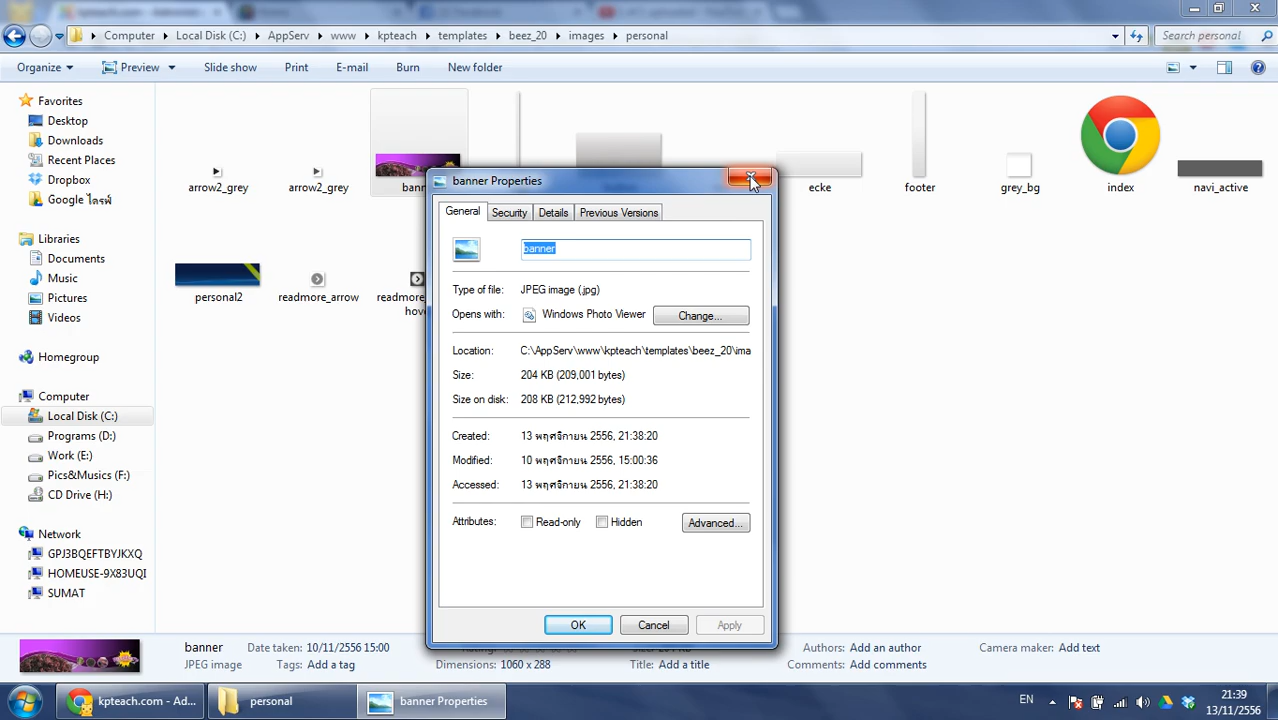 Computer
Local Disk (C:)
AppServ
www
kpteach
templates
beez_20
images
personal
Search personal
Organize
Preview
Slide show
Print
E-mail
Burn
New folder
Favorites
Desktop
Downloads
Recent Places
Dropbox
Google ไดรฟ์
Libraries
Documents
Music
Pictures
Videos
Homegroup
Computer
Local Disk (C:)
Programs (D:)
Work (E:)
Pics&Musics (F:)
CD Drive (H:)
Network
GPJ3BQEFTBYJKXQ
HOMEUSE-9X83UQI
SUMAT
arrow2_grey
arrow2_grey
ecke
footer
grey_bg
index
navi_active
personal2
readmore_arrow
banner Properties
General
Security
Details
Previous Versions
banner
Type of file: JPEG image (.jpg)
Opens with: Windows Photo Viewer
Change...
Location: C:\AppServ\www\kpteach\templates\beez_20\ima
Size: 204 KB (209,001 bytes)
Size on disk: 208 KB (212,992 bytes)
Created: 13 พฤศจิกายน 2556, 21:38:20
Modified: 10 พฤศจิกายน 2556, 15:00:36
Accessed: 13 พฤศจิกายน 2556, 21:38:20
Attributes: Read-only Hidden
Advanced...
OK
Cancel
Apply
banner Date taken: 10/11/2556 15:00
JPEG image Tags: Add a tag
Dimensions: 1060 x 288
Title: Add a title
Authors: Add an author
Comments: Add comments
Camera maker: Add text
kpteach.com - Ad...
personal
banner Properties
EN
21:39
13/11/2556